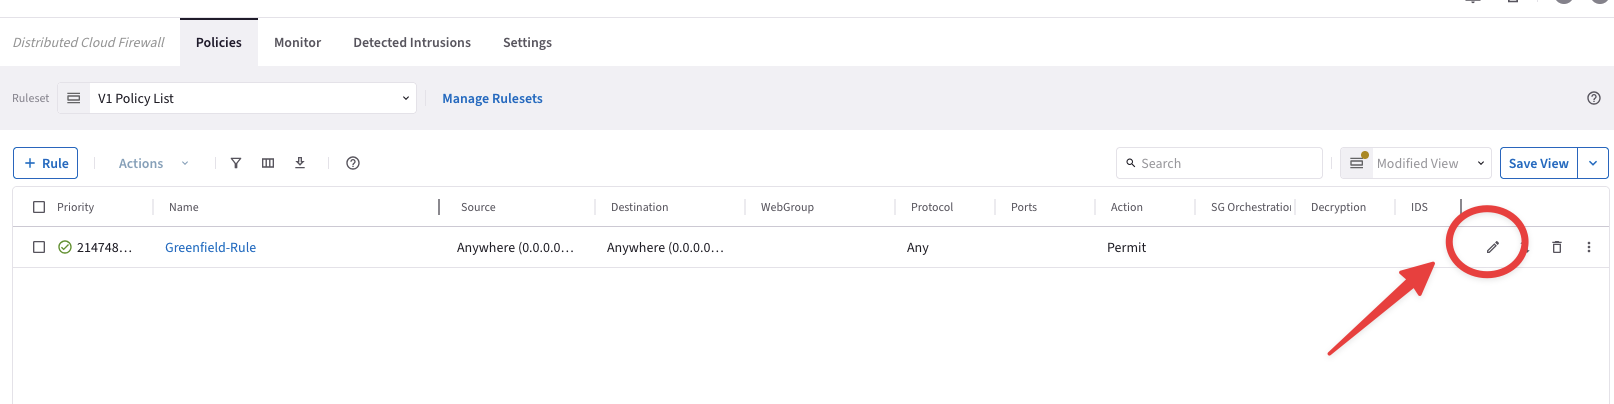 Distributed Cloud Firewall Policies Monitor Detected Intrusions Settings
Ruleset V1 Policy List Manage Rulesets
+ Rule Actions Search Modified View Save View
Priority Name Source Destination WebGroup Protocol Ports Action SG Orchestratio Decryption IDS
214748... Greenfield-Rule Anywhere (0.0.0.0... Anywhere (0.0.0.0... Any Permit